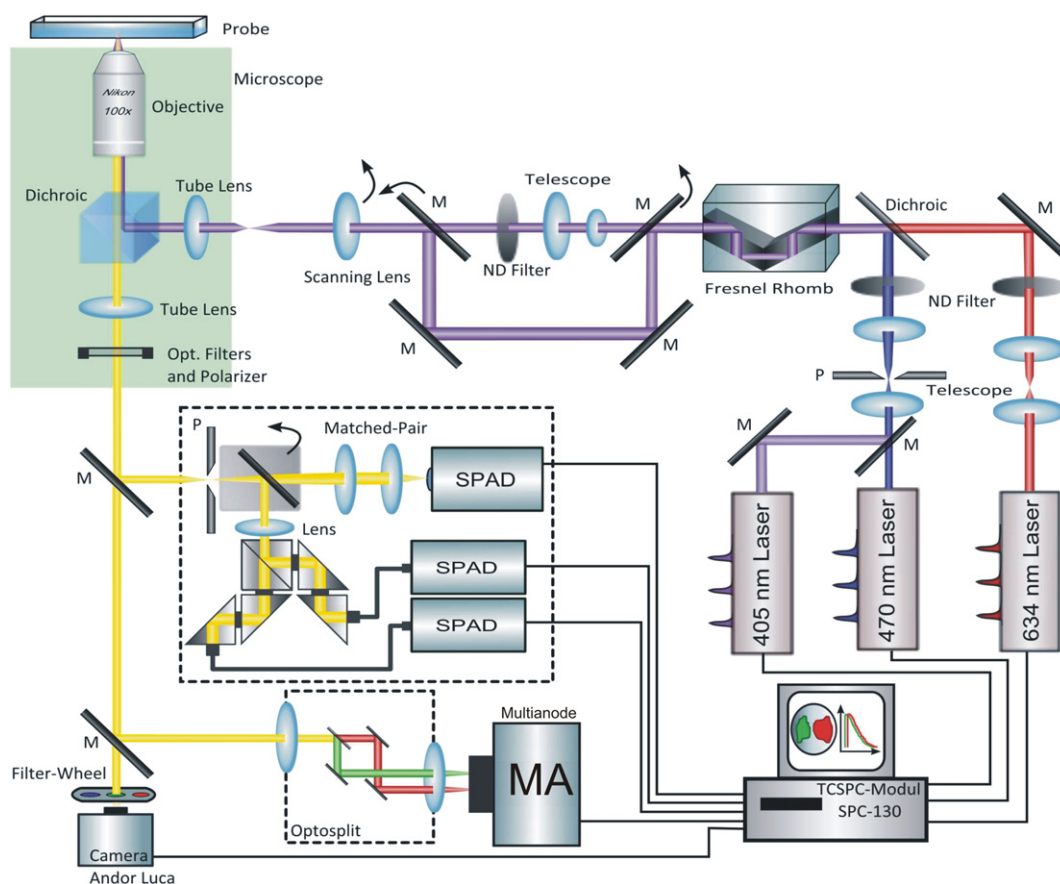 Probe
Microscope
Nikon
100x
Objective
Dichroic
Tube Lens
Tube Lens
Opt. Filters
and Polarizer
Scanning Lens
M
ND Filter
Telescope
M
M
M
Fresnel Rhomb
Dichroic
M
ND Filter
P
Telescope
M
M
405 nm Laser
470 nm Laser
634 nm Laser
M
P
Matched-Pair
SPAD
Lens
SPAD
SPAD
M
Filter-Wheel
Camera
Andor Luca
Optosplit
Multianode
MA
TCSPC-Modul
SPC-130